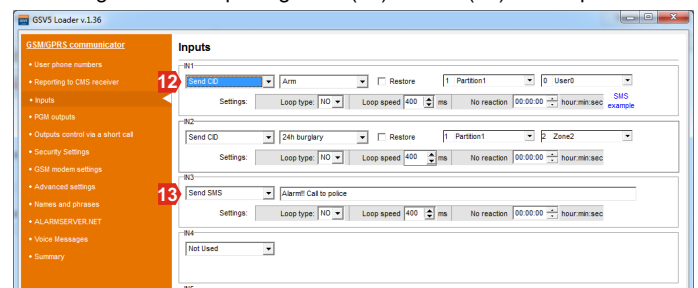 GSV5 Loader v.1.36
GSM/GPRS communicator
• User phone numbers
• Reporting to CMS receiver
• Inputs
• PGM outputs
• Outputs control via a short call
• Security Settings
• GSM modem settings
• Advanced settings
• Names and phrases
• ALARMSERVER.NET
• Voice Messages
• Summary
Inputs
IN1
12 Send CID Arm Restore 1 Partition1 0 User0
Settings: Loop type: NO Loop speed 400 ms No reaction 00:00:00 hour:min:sec SMS example
IN2
Send CID 24h burglary Restore 1 Partition1 2 Zone2
Settings: Loop type: NO Loop speed 400 ms No reaction 00:00:00 hour:min:sec
IN3
13 Send SMS Alarm!! Call to police
Settings: Loop type: NO Loop speed 400 ms No reaction 00:00:00 hour:min:sec
IN4
Not Used